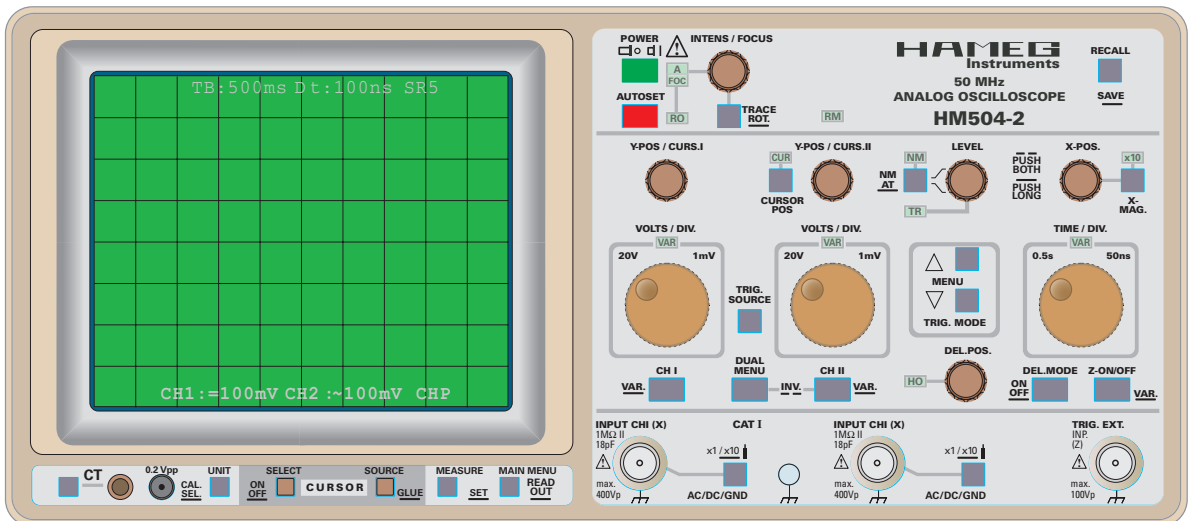 TB:500ms Dt:100ns SR5
CH1:=100mV CH2:~100mV CHP
CT
0.2 Vpp
CAL.
SEL.
UNIT
SELECT
ON
OFF
CURSOR
SOURCE
GLUE
MEASURE
SET
MAIN MENU
READ
OUT
POWER
INTENS / FOCUS
A
FOC
AUTOSET
RO
TRACE
ROT.
RM
HAMEG
Instruments
50 MHz
ANALOG OSCILLOSCOPE
HM504-2
RECALL
SAVE
Y-POS / CURS.I
CUR
CURSOR
POS
Y-POS / CURS.II
NM
NM
AT
LEVEL
TR
PUSH
BOTH
PUSH
LONG
X-POS.
x10
X-
MAG.
VOLTS / DIV.
VAR
20V 1mV
TRIG.
SOURCE
VOLTS / DIV.
VAR
20V 1mV
MENU
TRIG. MODE
TIME / DIV.
VAR
0.5s 50ns
CH I
VAR.
DUAL
MENU
INV.
CH II
VAR.
DEL.POS.
HO
DEL.MODE
ON
OFF
Z-ON/OFF
VAR.
INPUT CHI (X)
1MΩ II
18pF
max.
400Vp
CAT I
x1 / x10
AC/DC/GND
INPUT CHI (X)
1MΩ II
18pF
max.
400Vp
x1 / x10
AC/DC/GND
TRIG. EXT.
INP.
(Z)
max.
100Vp